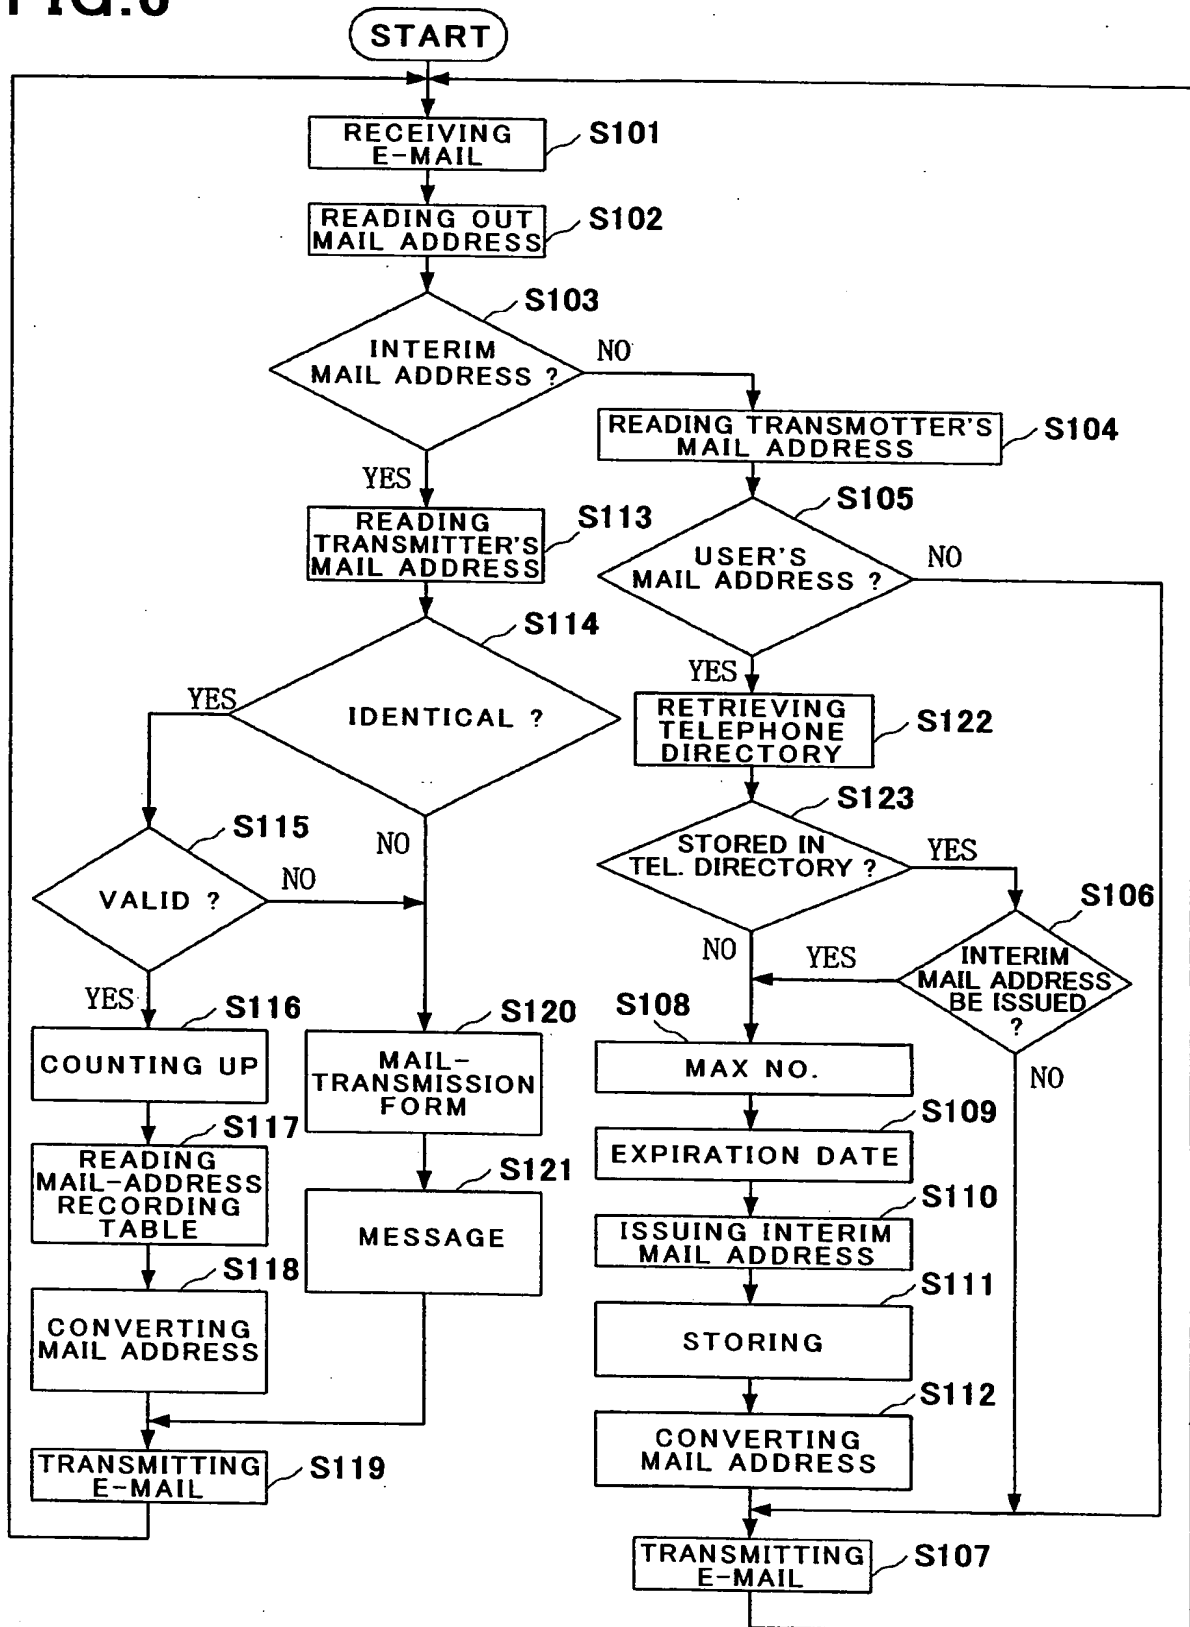 START
RECEIVING
E-MAIL
S101
READING OUT
MAIL ADDRESS
S102
S103
INTERIM
MAIL ADDRESS ?
NO
READING TRANSMOTTER'S
MAIL ADDRESS
S104
YES
READING
TRANSMITTER'S
MAIL ADDRESS
S113
S105
USER'S
MAIL ADDRESS ?
NO
S114
IDENTICAL ?
YES
YES
RETRIEVING
TELEPHONE
DIRECTORY
S122
S123
STORED IN
TEL. DIRECTORY ?
YES
S115
VALID ?
NO
NO
S106
INTERIM
MAIL ADDRESS
BE ISSUED
?
NO
YES
YES
S116
COUNTING UP
S120
MAIL-
TRANSMISSION
FORM
S108
MAX NO.
NO
S109
EXPIRATION DATE
S117
READING
MAIL-ADDRESS
RECORDING
TABLE
S121
MESSAGE
S110
ISSUING INTERIM
MAIL ADDRESS
S118
CONVERTING
MAIL ADDRESS
S111
STORING
S112
CONVERTING
MAIL ADDRESS
TRANSMITTING
E-MAIL
S119
TRANSMITTING
E-MAIL
S107